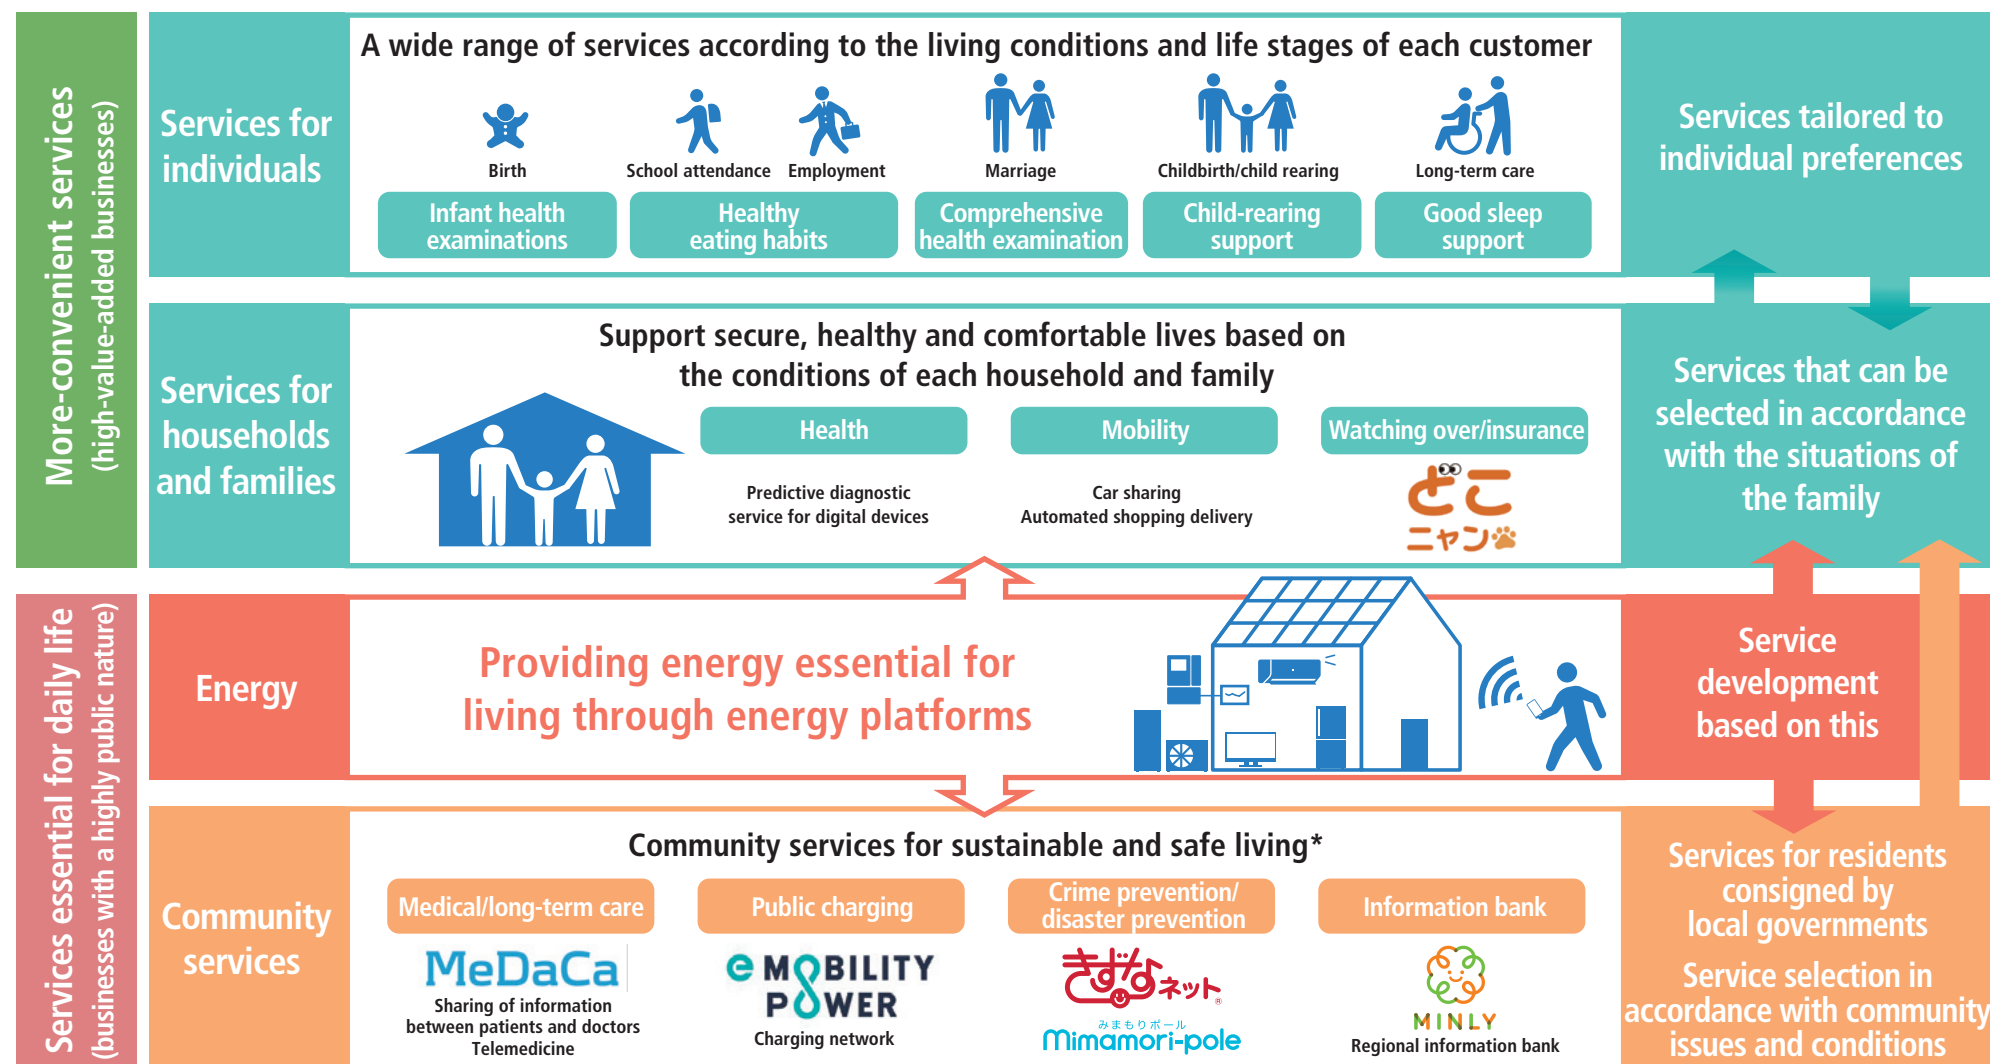 More-convenient services
(high-value-added businesses)
Services for
individuals
A wide range of services according to the living conditions and life stages of each customer
Birth
School attendance
Employment
Marriage
Childbirth/child rearing
Long-term care
Infant health
examinations
Healthy
eating habits
Comprehensive
health examination
Child-rearing
support
Good sleep
support
Services tailored to
individual preferences
Services for
households
and families
Support secure, healthy and comfortable lives based on
the conditions of each household and family
Health
Predictive diagnostic
service for digital devices
Mobility
Car sharing
Automated shopping delivery
Watching over/insurance
どこ
ニャン
Services that can be
selected in accordance
with the situations of
the family
Services essential for daily life
(businesses with a highly public nature)
Energy
Providing energy essential for
living through energy platforms
Service
development
based on this
Community
services
Community services for sustainable and safe living*
Medical/long-term care
MeDaCa
Sharing of information
between patients and doctors
Telemedicine
Public charging
e MOBILITY
POWER
Charging network
Crime prevention/
disaster prevention
きずなネット®
みまもりポール
mimamori-pole
Information bank
MINLY
Regional information bank
Services for residents
consigned by
local governments
Service selection in
accordance with community
issues and conditions